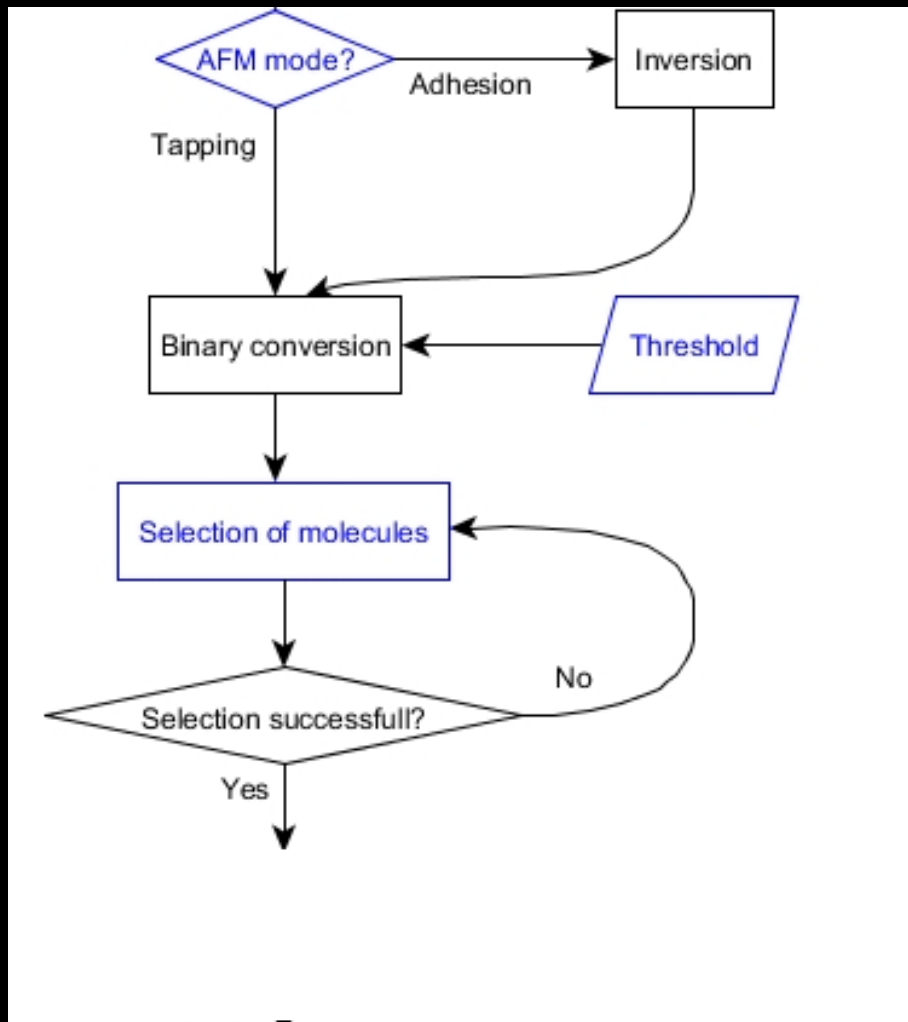 AFM mode?
Adhesion
Inversion
Tapping
Binary conversion
Threshold
Selection of molecules
No
Selection successfull?
Yes